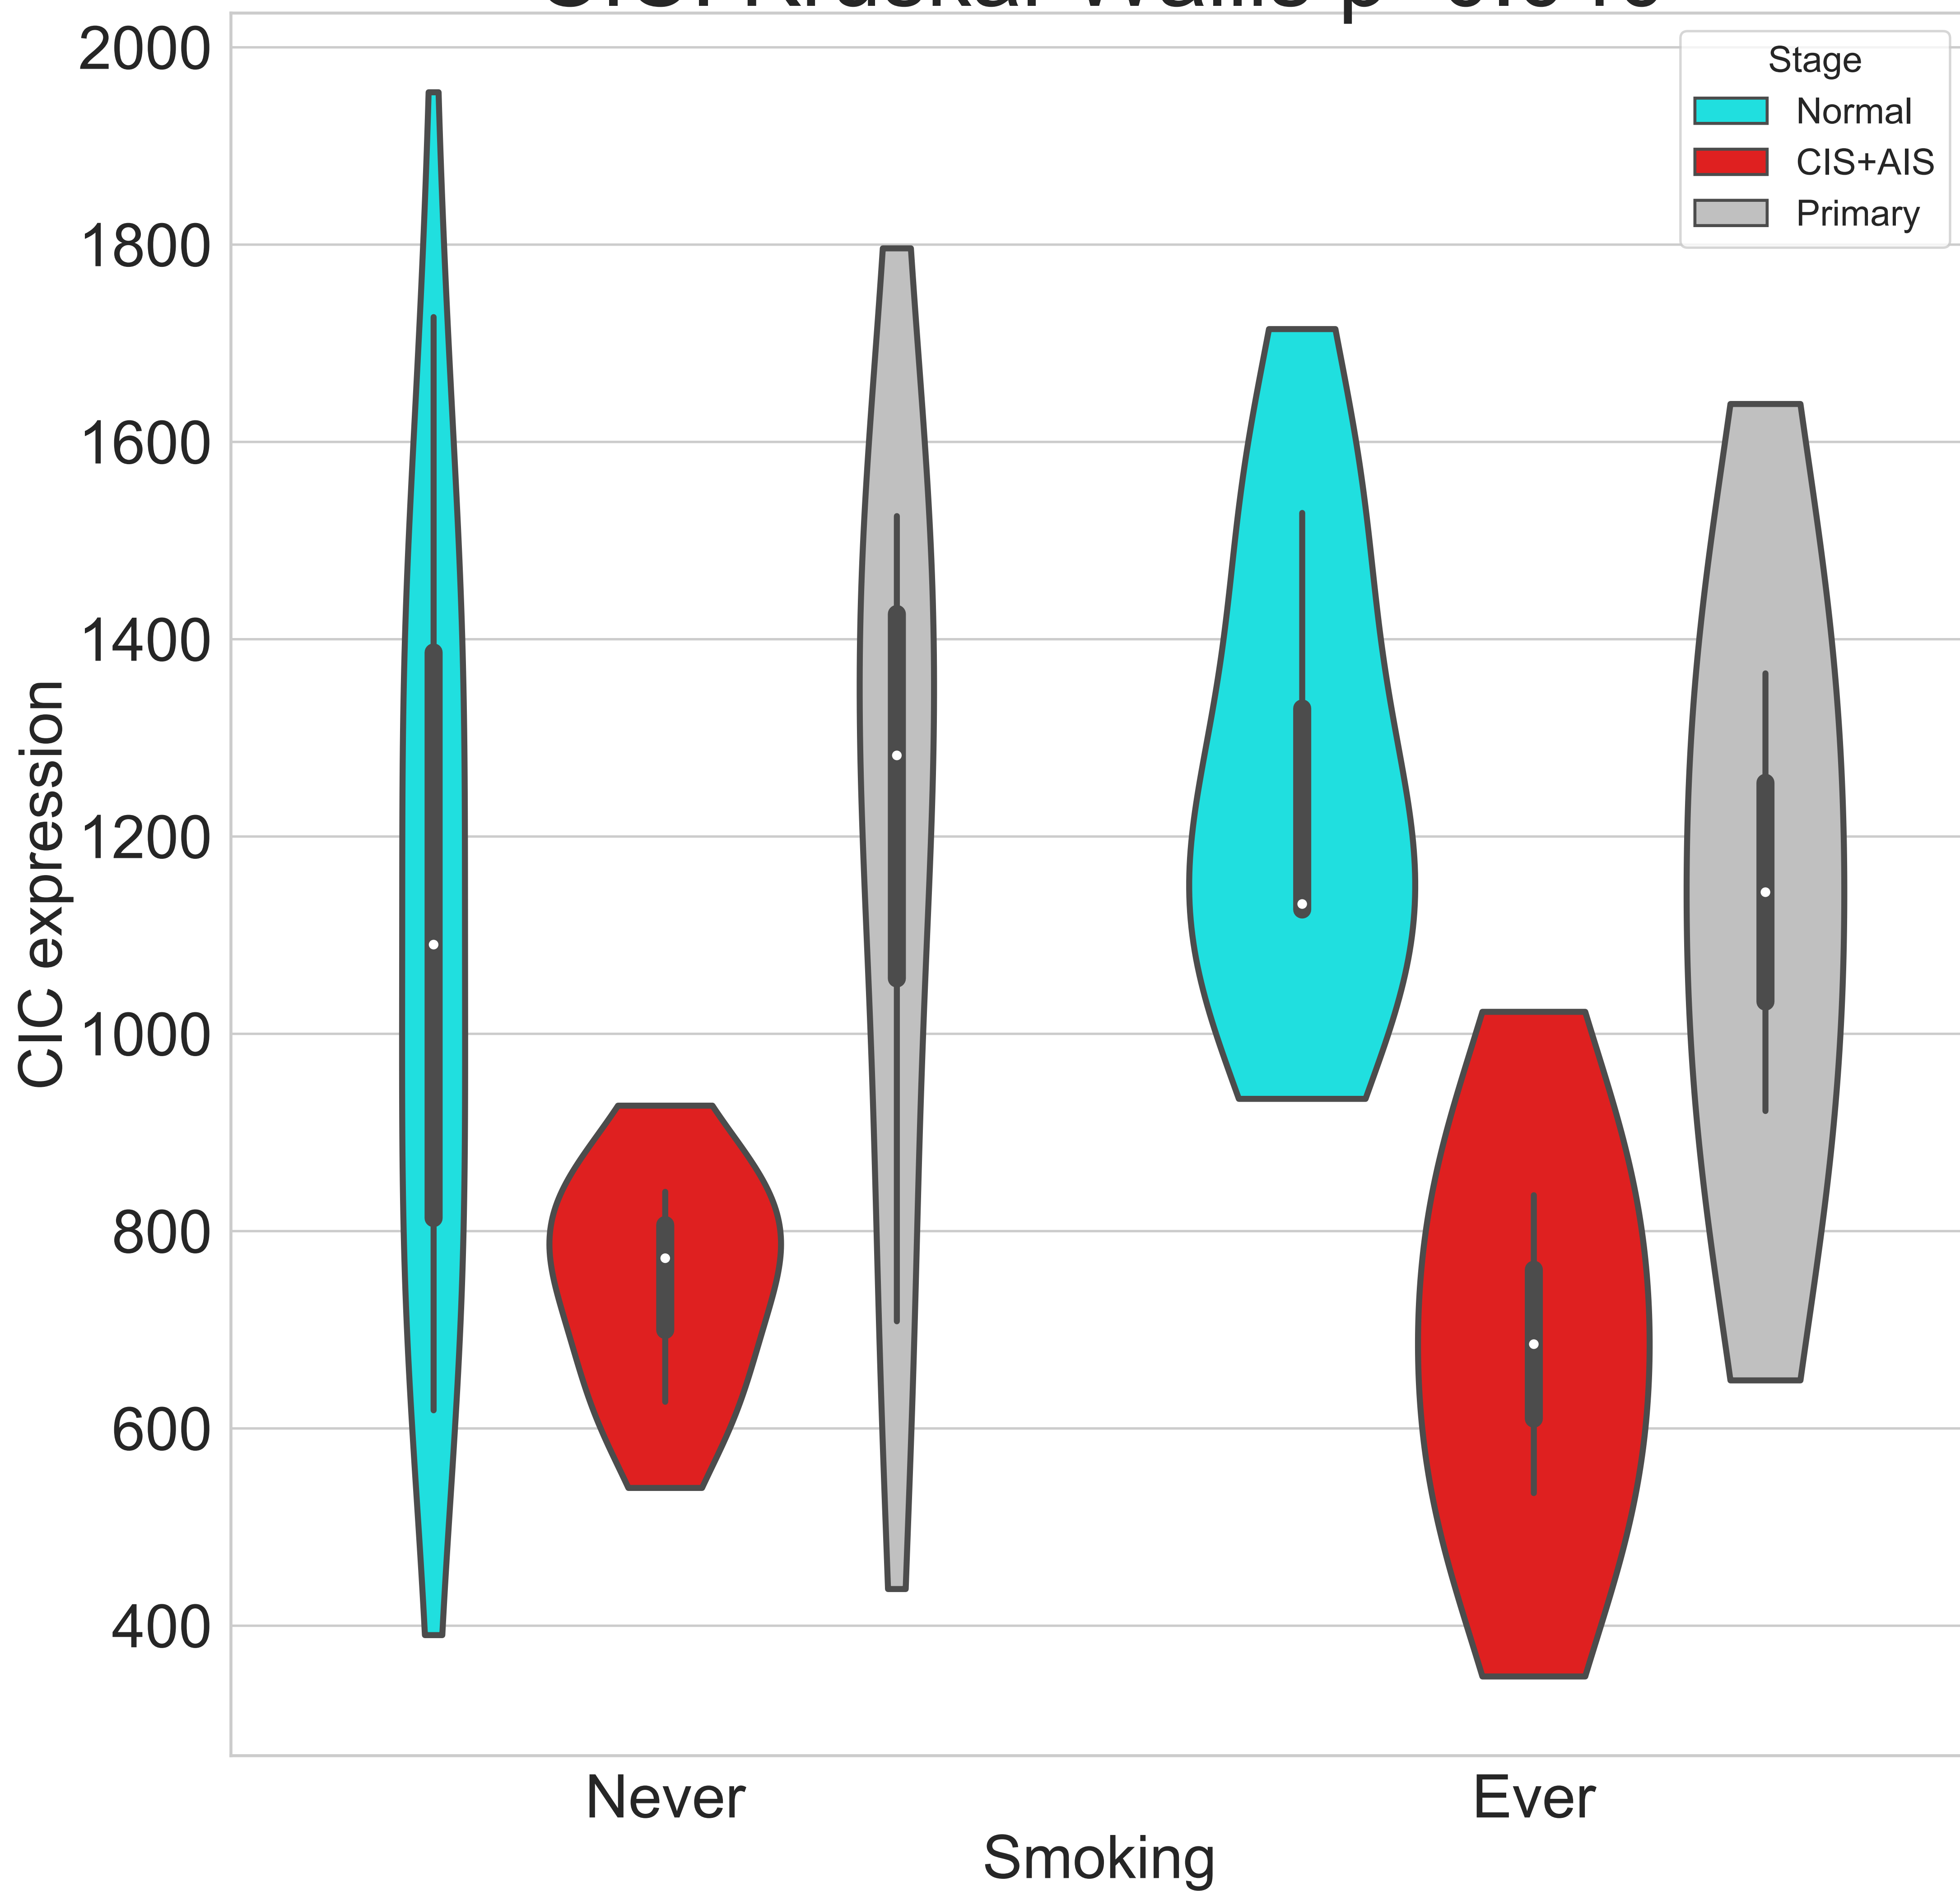 Stage
Normal
CIS+AIS
Primary
2000
1800
1600
1400
1200
1000
800
600
400
CIC expression
Never
Ever
Smoking